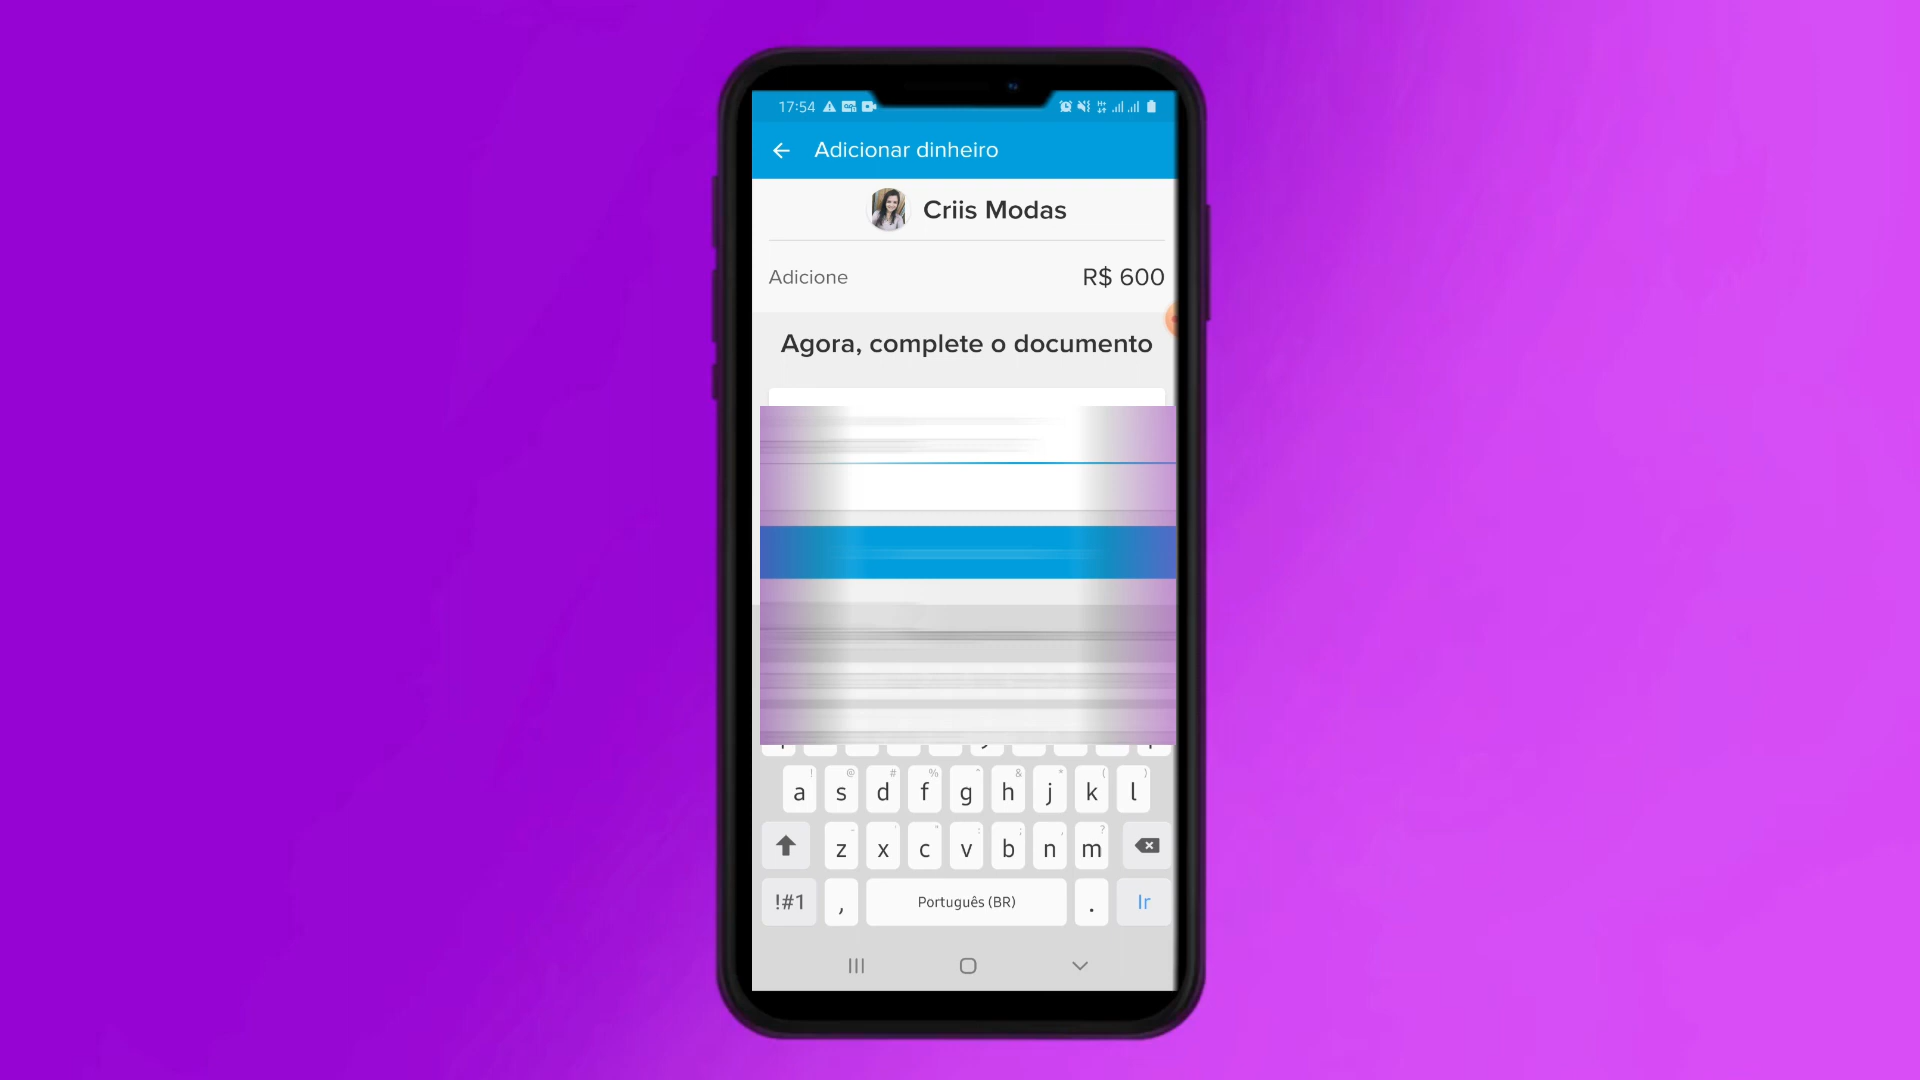 17:54
Adicionar dinheiro
Criis Modas
Adicione R$ 600
Agora, complete o documento
a s d f g h j k l
z x c v b n m
!#1 , Português (BR) . Ir